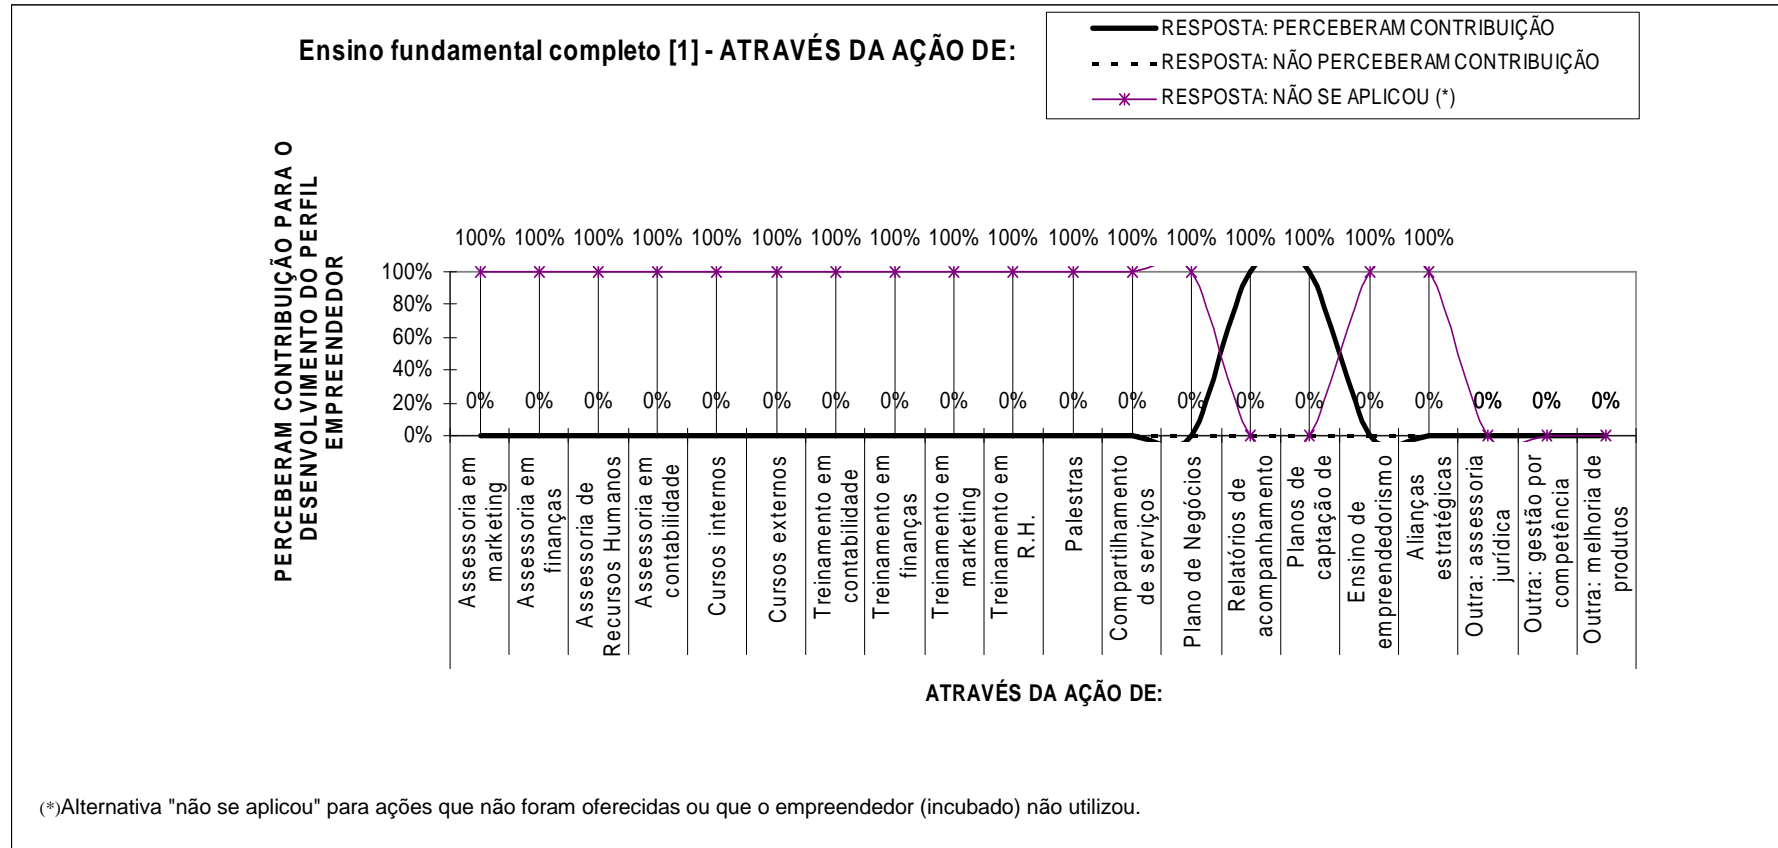 Ensino fundamental completo [1] - ATRAVÉS DA AÇÃO DE:
RESPOSTA: PERCEBERAM CONTRIBUIÇÃO
RESPOSTA: NÃO PERCEBERAM CONTRIBUIÇÃO
RESPOSTA: NÃO SE APLICOU (*)
PERCEBERAM CONTRIBUIÇÃO PARA O
DESENVOLVIMENTO DO PERFIL
EMPREENDEDOR
100% 100% 100% 100% 100% 100% 100% 100% 100% 100% 100% 100% 100% 100% 100% 100% 100%
100%
80%
60%
40%
20%
0%
0% 0% 0% 0% 0% 0% 0% 0% 0% 0% 0% 0% 0% 0% 0% 0% 0% 0% 0% 0%
Assessoria em
marketing
Assessoria em
finanças
Assessoria de
Recursos Humanos
Assessoria em
contabilidade
Cursos internos
Cursos externos
Treinamento em
contabilidade
Treinamento em
finanças
Treinamento em
marketing
Treinamento em
R.H.
Palestras
Compartilhamento
de serviços
Plano de Negócios
Relatórios de
acompanhamento
Planos de
captação de
Ensino de
empreendedorismo
Alianças
estratégicas
Outra: assessoria
jurídica
Outra: gestão por
competência
Outra: melhoria de
produtos
ATRAVÉS DA AÇÃO DE:
(*)Alternativa "não se aplicou" para ações que não foram oferecidas ou que o empreendedor (incubado) não utilizou.